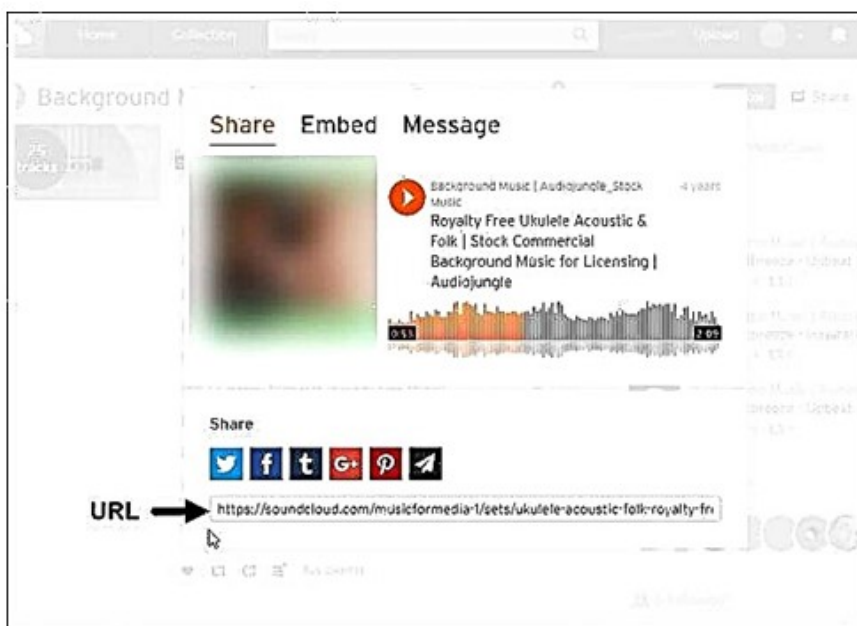 Home Collection Upload
Background
Share
25
tracks
Share Embed Message
Background Music | Audiojungle_Stock
Music
4 years
Royalty Free Ukulele Acoustic &
Folk | Stock Commercial
Background Music for Licensing |
Audiojungle
0:53 2:09
Share
URL
https://soundcloud.com/musicformedia-1/sets/ukulele-acoustic-folk-royalty-fr